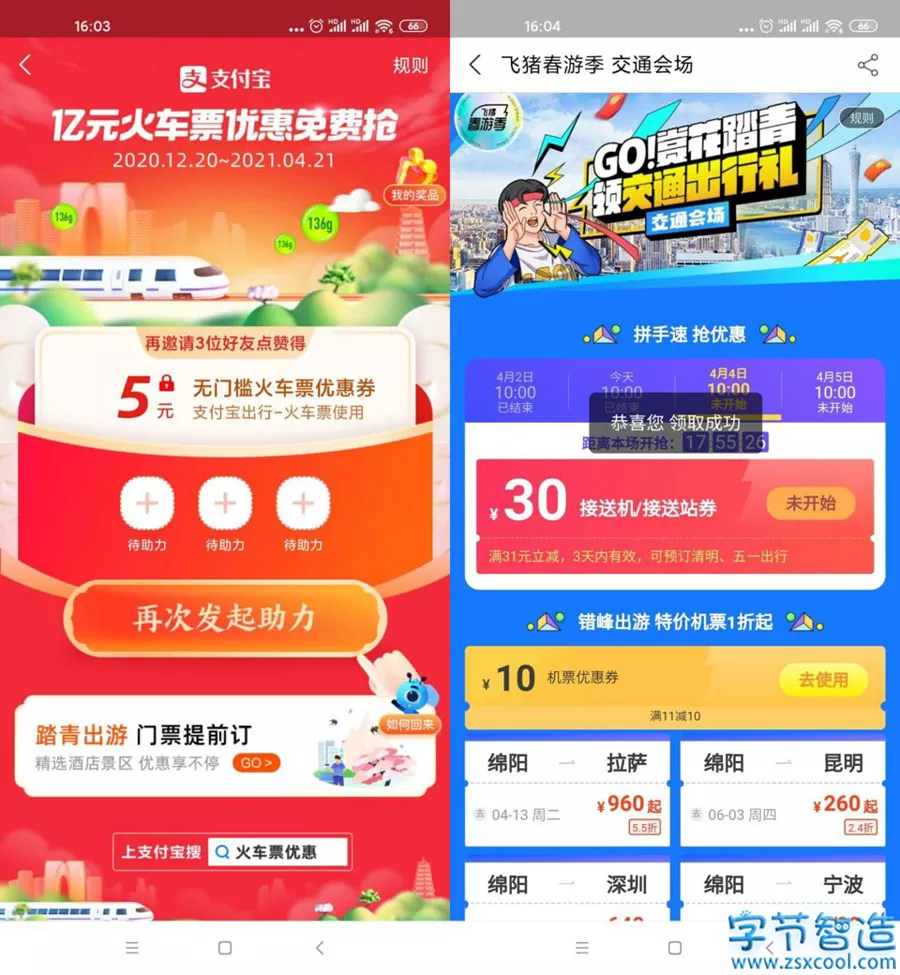 16:03
HD
HD
66
规则
支
支付宝
亿元火车票优惠免费抢
2020.12.20~2021.04.21
我的奖品
136g
136g
136g
再邀请3位好友点赞得
5元
无门槛火车票优惠券
支付宝出行-火车票使用
待助力
待助力
待助力
再次发起助力
如何回来
踏青出游 门票提前订
精选酒店景区 优惠享不停
GO >
上支付宝搜
火车票优惠
16:04
HD
HD
66
飞猪春游季 交通会场
飞猪
春游季
规则
GO!赏花踏青
领交通出行礼
交通会场
拼手速 抢优惠
4月2日
今天
4月4日
4月5日
10:00
10:00
10:00
10:00
已结束
已结束
未开始
未开始
恭喜您 领取成功
距离本场开抢: 17 55 26
¥30 接送机/接送站券
未开始
满31元立减，3天内有效，可预订清明、五一出行
错峰出游 特价机票1折起
¥10 机票优惠券
去使用
满11减10
绵阳 → 拉萨
去 04-13 周二
¥960起
5.5折
绵阳 → 昆明
去 06-03 周四
¥260起
2.4折
绵阳 → 深圳
绵阳 → 宁波
字节智造
www.zsxcool.com